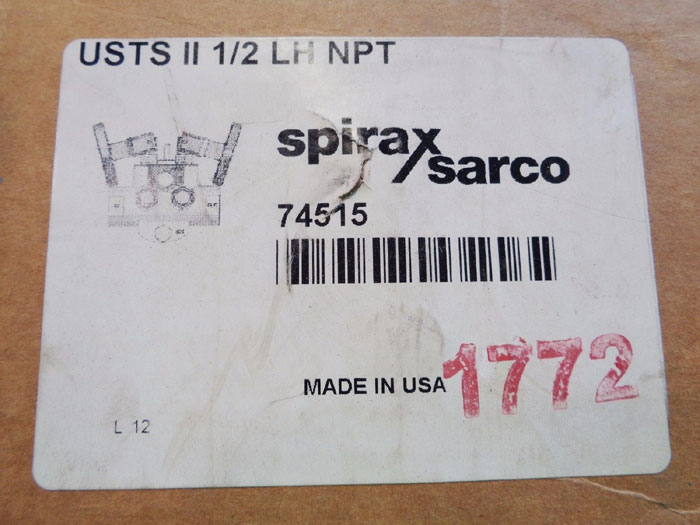 USTS II 1/2 LH NPT
spirax
sarco
74515
MADE IN USA
1772
L 12